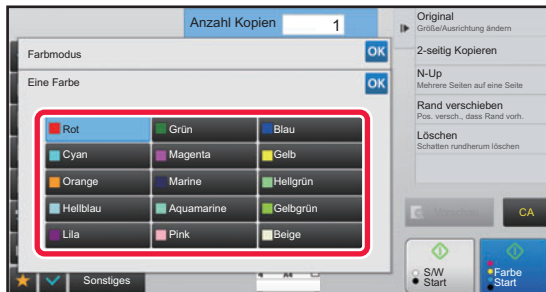 Anzahl Kopien 1
Farbmodus OK
Eine Farbe OK
Rot Grün Blau
Cyan Magenta Gelb
Orange Marine Hellgrün
Hellblau Aquamarine Gelbgrün
Lila Pink Beige
Sonstiges
Original
Größe/Ausrichtung ändern
2-seitig Kopieren
N-Up
Mehrere Seiten auf eine Seite
Rand verschieben
Pos. versch., dass Rand vorh.
Löschen
Schatten rundherum löschen
CA
S/W
Start
Farbe
Start